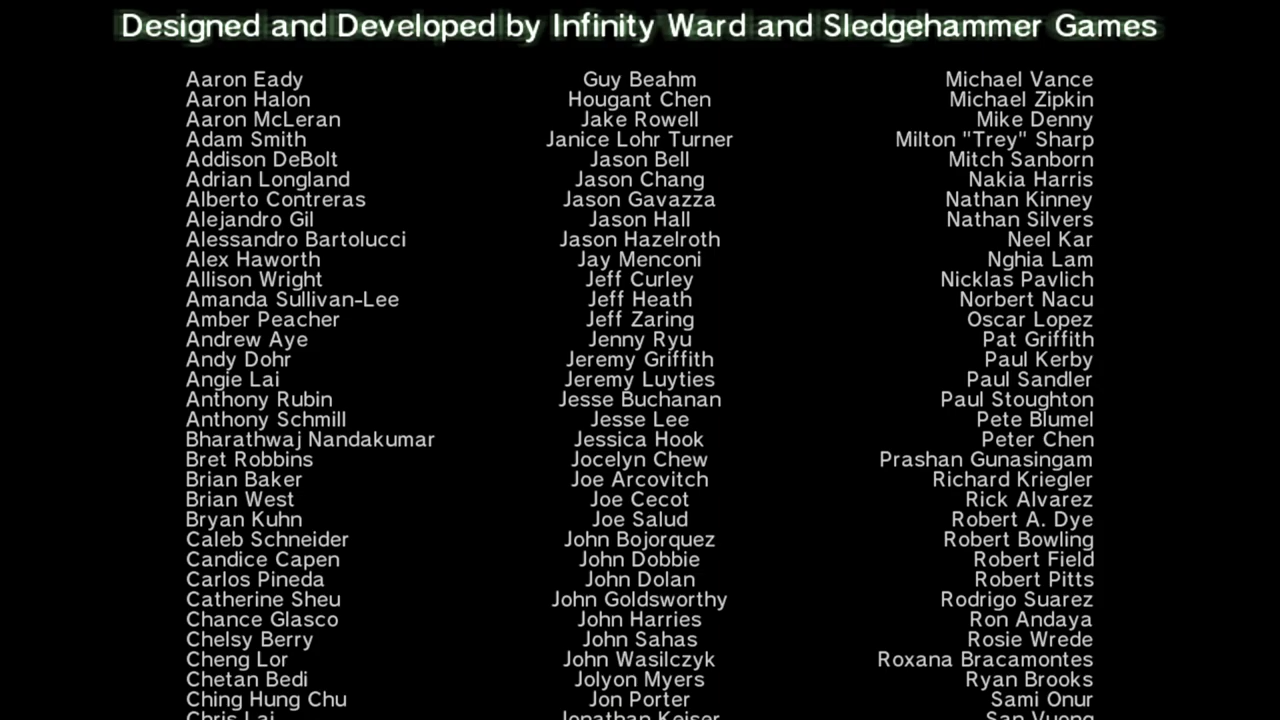 Designed and Developed by Infinity Ward and Sledgehammer Games
Aaron Eady
Aaron Halon
Aaron McLeran
Adam Smith
Addison DeBolt
Adrian Longland
Alberto Contreras
Alejandro Gil
Alessandro Bartolucci
Alex Haworth
Allison Wright
Amanda Sullivan-Lee
Amber Peacher
Andrew Aye
Andy Dohr
Angie Lai
Anthony Rubin
Anthony Schmill
Bharathwaj Nandakumar
Bret Robbins
Brian Baker
Brian West
Bryan Kuhn
Caleb Schneider
Candice Capen
Carlos Pineda
Catherine Sheu
Chance Glasco
Chelsy Berry
Cheng Lor
Chetan Bedi
Ching Hung Chu
Chris Lai
Guy Beahm
Hougant Chen
Jake Rowell
Janice Lohr Turner
Jason Bell
Jason Chang
Jason Gavazza
Jason Hall
Jason Hazelroth
Jay Menconi
Jeff Curley
Jeff Heath
Jeff Zaring
Jenny Ryu
Jeremy Griffith
Jeremy Luyties
Jesse Buchanan
Jesse Lee
Jessica Hook
Jocelyn Chew
Joe Arcovitch
Joe Cecot
Joe Salud
John Bojorquez
John Dobbie
John Dolan
John Goldsworthy
John Harries
John Sahas
John Wasilczyk
Jolyon Myers
Jon Porter
Jonathan Keiser
Michael Vance
Michael Zipkin
Mike Denny
Milton "Trey" Sharp
Mitch Sanborn
Nakia Harris
Nathan Kinney
Nathan Silvers
Neel Kar
Nghia Lam
Nicklas Pavlich
Norbert Nacu
Oscar Lopez
Pat Griffith
Paul Kerby
Paul Sandler
Paul Stoughton
Pete Blumel
Peter Chen
Prashan Gunasingam
Richard Kriegler
Rick Alvarez
Robert A. Dye
Robert Bowling
Robert Field
Robert Pitts
Rodrigo Suarez
Ron Andaya
Rosie Wrede
Roxana Bracamontes
Ryan Brooks
Sami Onur
San Vuong